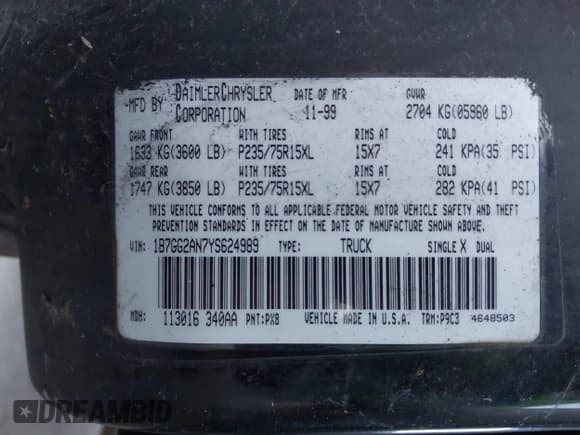 MFD BY DAIMLERCHRYSLER CORPORATION DATE OF MFR 11-99 GVWR 2704 KG(05960 LB)
GAWR FRONT WITH TIRES RIMS AT COLD
1633 KG(3600 LB) P235/75R15XL 15X7 241 KPA(35 PSI)
GAWR REAR WITH TIRES RIMS AT COLD
1747 KG(3850 LB) P235/75R15XL 15X7 282 KPA(41 PSI)
THIS VEHICLE CONFORMS TO ALL APPLICABLE FEDERAL MOTOR VEHICLE SAFETY AND THEFT
PREVENTION STANDARDS IN EFFECT ON THE DATE OF MANUFACTURE SHOWN ABOVE.
VIN: 1B7GG2AN7YS624989 TYPE: TRUCK SINGLE X DUAL
MDH: 113016 340AA PNT:PX8 VEHICLE MADE IN U.S.A. TRM:P9C3 4648503
DREAMBID